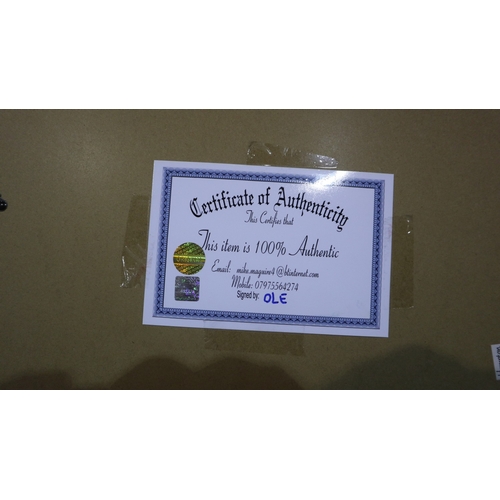 Certificate of Authenticity
This Certifies that
This item is 100% Authentic
Email: mike.maguire4@btinternet.com
Mobile: 07975564274
Signed by: OLE